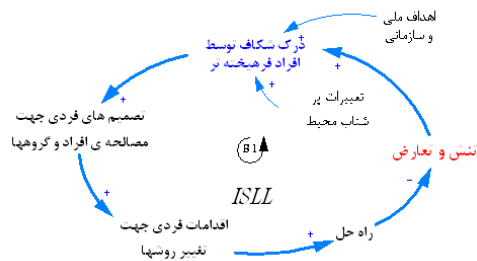 اهداف ملی
و سازمانی
درک شکاف توسط
افراد فرهیخته تر
تعییرات پر
شتاب محیط
تصمیم های فردی جهت
مصالحه ی افراد و گروهها
تنش و تعارض
B1
ISLL
اقدامات فردی جهت
تغییر روشها
راه حل
+
+
+
+
+
+
+
-